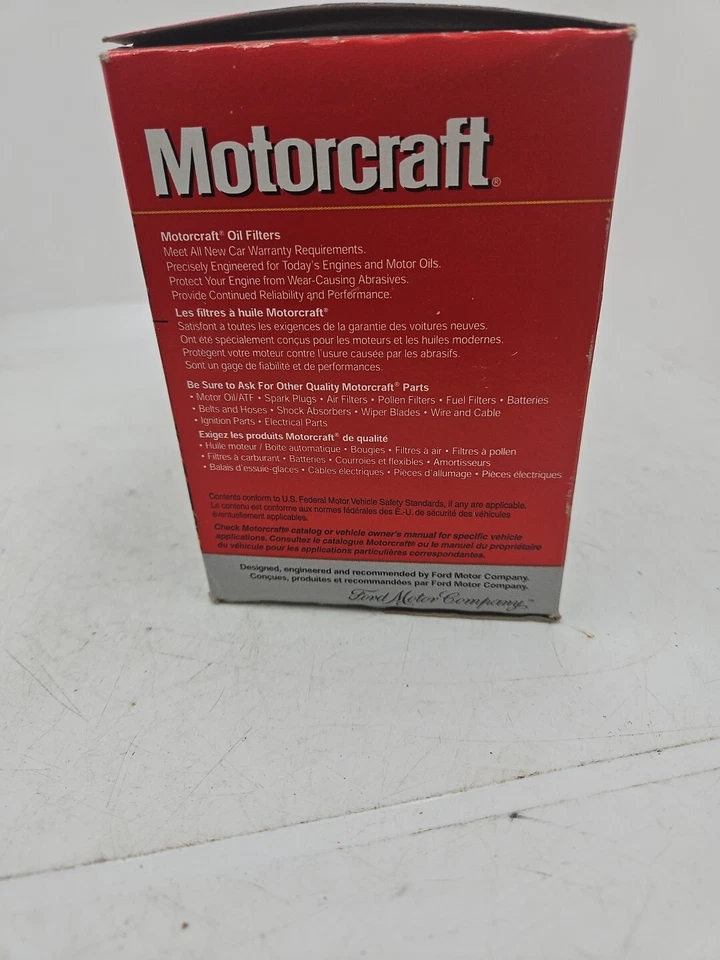 Motorcraft®
Motorcraft® Oil Filters
Meet All New Car Warranty Requirements.
Precisely Engineered for Today's Engines and Motor Oils.
Protect Your Engine from Wear-Causing Abrasives.
Provide Continued Reliability and Performance.
Les filtres à huile Motorcraft®
Satisfont à toutes les exigences de la garantie des voitures neuves.
Ont été spécialement conçus pour les moteurs et les huiles modernes.
Protègent votre moteur contre l'usure causée par les abrasifs.
Sont un gage de fiabilité et de performances.
Be Sure to Ask For Other Quality Motorcraft® Parts
• Motor Oil/ATF • Spark Plugs • Air Filters • Pollen Filters • Fuel Filters • Batteries
• Belts and Hoses • Shock Absorbers • Wiper Blades • Wire and Cable
• Ignition Parts • Electrical Parts
Exigez les produits Motorcraft® de qualité
• Huile moteur / Boîte automatique • Bougies • Filtres à air • Filtres à pollen
• Filtres à carburant • Batteries • Courroies et flexibles • Amortisseurs
• Balais d'essuie-glaces • Câbles électriques • Pièces d'allumage • Pièces électriques
Contents conform to U.S. Federal Motor Vehicle Safety Standards, if any are applicable.
Le contenu est conforme aux normes fédérales des É.-U. de sécurité des véhicules
éventuellement applicables.
Check Motorcraft® catalog or vehicle owner's manual for specific vehicle
applications. Consultez le catalogue Motorcraft® ou le manuel du propriétaire
du véhicule pour les applications particulières correspondantes.
Designed, engineered and recommended by Ford Motor Company.
Conçues, produites et recommandées par Ford Motor Company.
Ford Motor Company,™